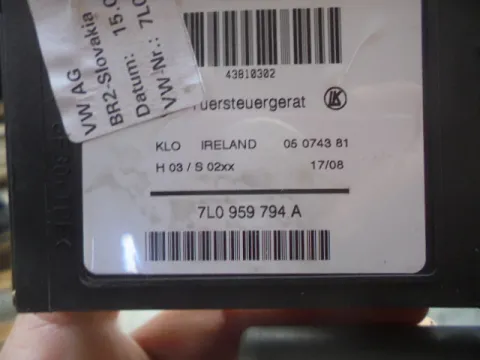 VW AG
BR2-Slovakia
Datum: 15.0
VW-Nr.: 7L0
43810302
uersteuergerat
KLO IRELAND 05 0743 81
H 03 / S 02xx 17/08
7L0 959 794 A